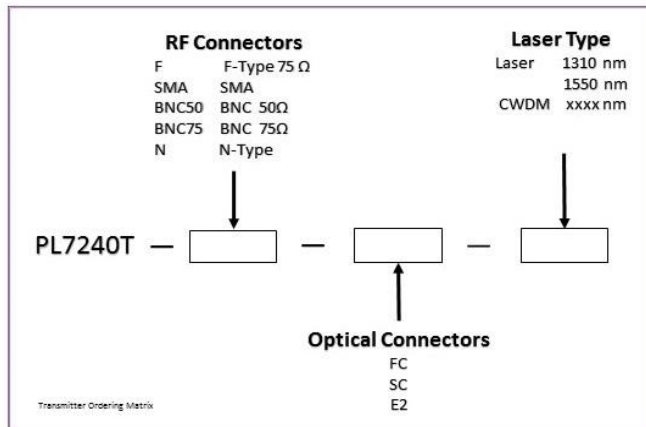 RF Connectors
F F-Type 75 Ω
SMA SMA
BNC50 BNC 50Ω
BNC75 BNC 75Ω
N N-Type
Laser Type
Laser 1310 nm
1550 nm
CWDM xxxx nm
PL7240T — — —
Optical Connectors
FC
SC
E2
Transmitter Ordering Matrix